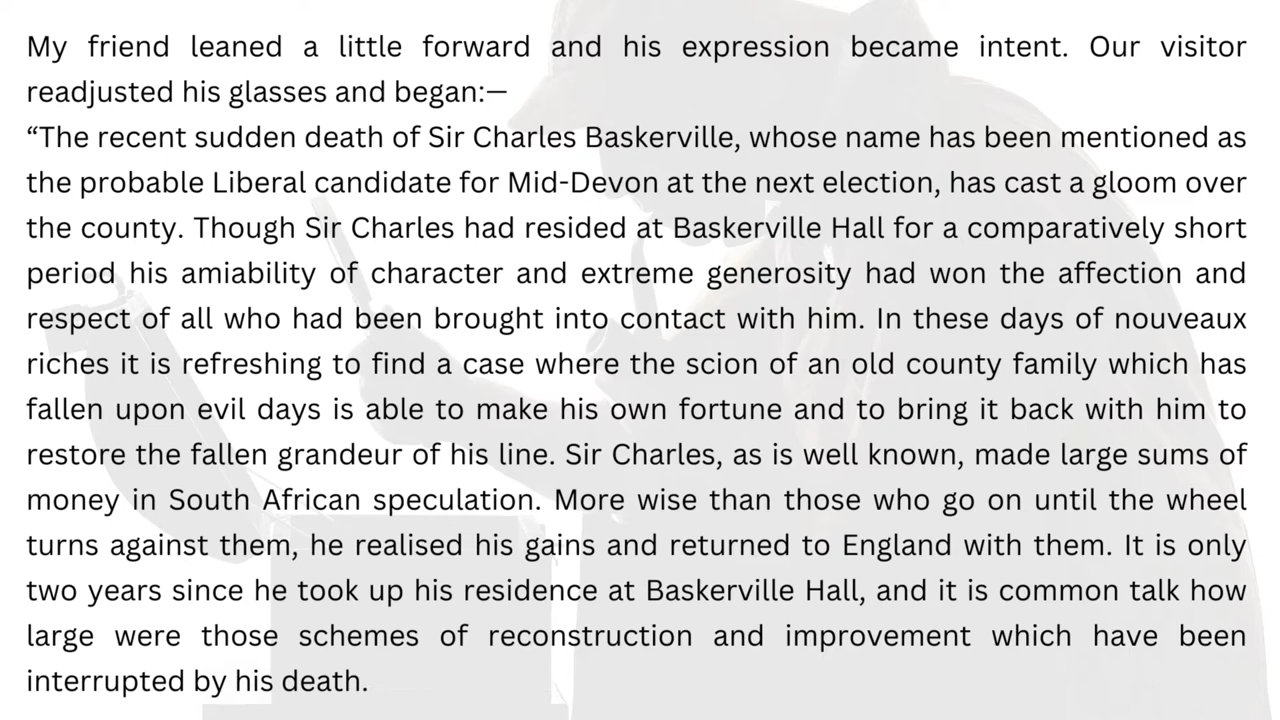 My friend leaned a little forward and his expression became intent. Our visitor
readjusted his glasses and began:—
“The recent sudden death of Sir Charles Baskerville, whose name has been mentioned as
the probable Liberal candidate for Mid-Devon at the next election, has cast a gloom over
the county. Though Sir Charles had resided at Baskerville Hall for a comparatively short
period his amiability of character and extreme generosity had won the affection and
respect of all who had been brought into contact with him. In these days of nouveaux
riches it is refreshing to find a case where the scion of an old county family which has
fallen upon evil days is able to make his own fortune and to bring it back with him to
restore the fallen grandeur of his line. Sir Charles, as is well known, made large sums of
money in South African speculation. More wise than those who go on until the wheel
turns against them, he realised his gains and returned to England with them. It is only
two years since he took up his residence at Baskerville Hall, and it is common talk how
large were those schemes of reconstruction and improvement which have been
interrupted by his death.